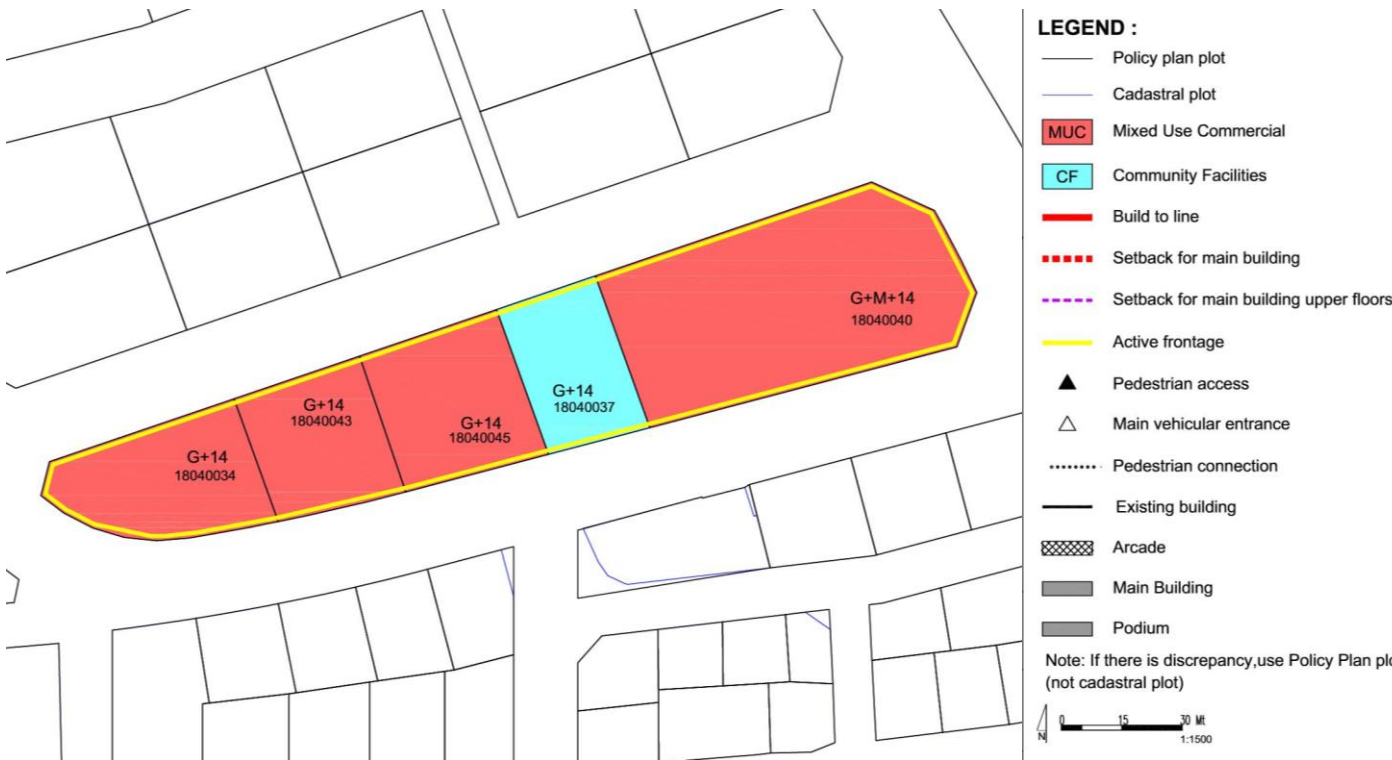 G+M+14
18040040
G+14
18040037
G+14
18040043
G+14
18040045
G+14
18040034
LEGEND :
Policy plan plot
Cadastral plot
MUC Mixed Use Commercial
CF Community Facilities
Build to line
Setback for main building
Setback for main building upper floors
Active frontage
Pedestrian access
Main vehicular entrance
Pedestrian connection
Existing building
Arcade
Main Building
Podium
Note: If there is discrepancy,use Policy Plan plo
(not cadastral plot)
N 0 15 30 Mt
1:1500